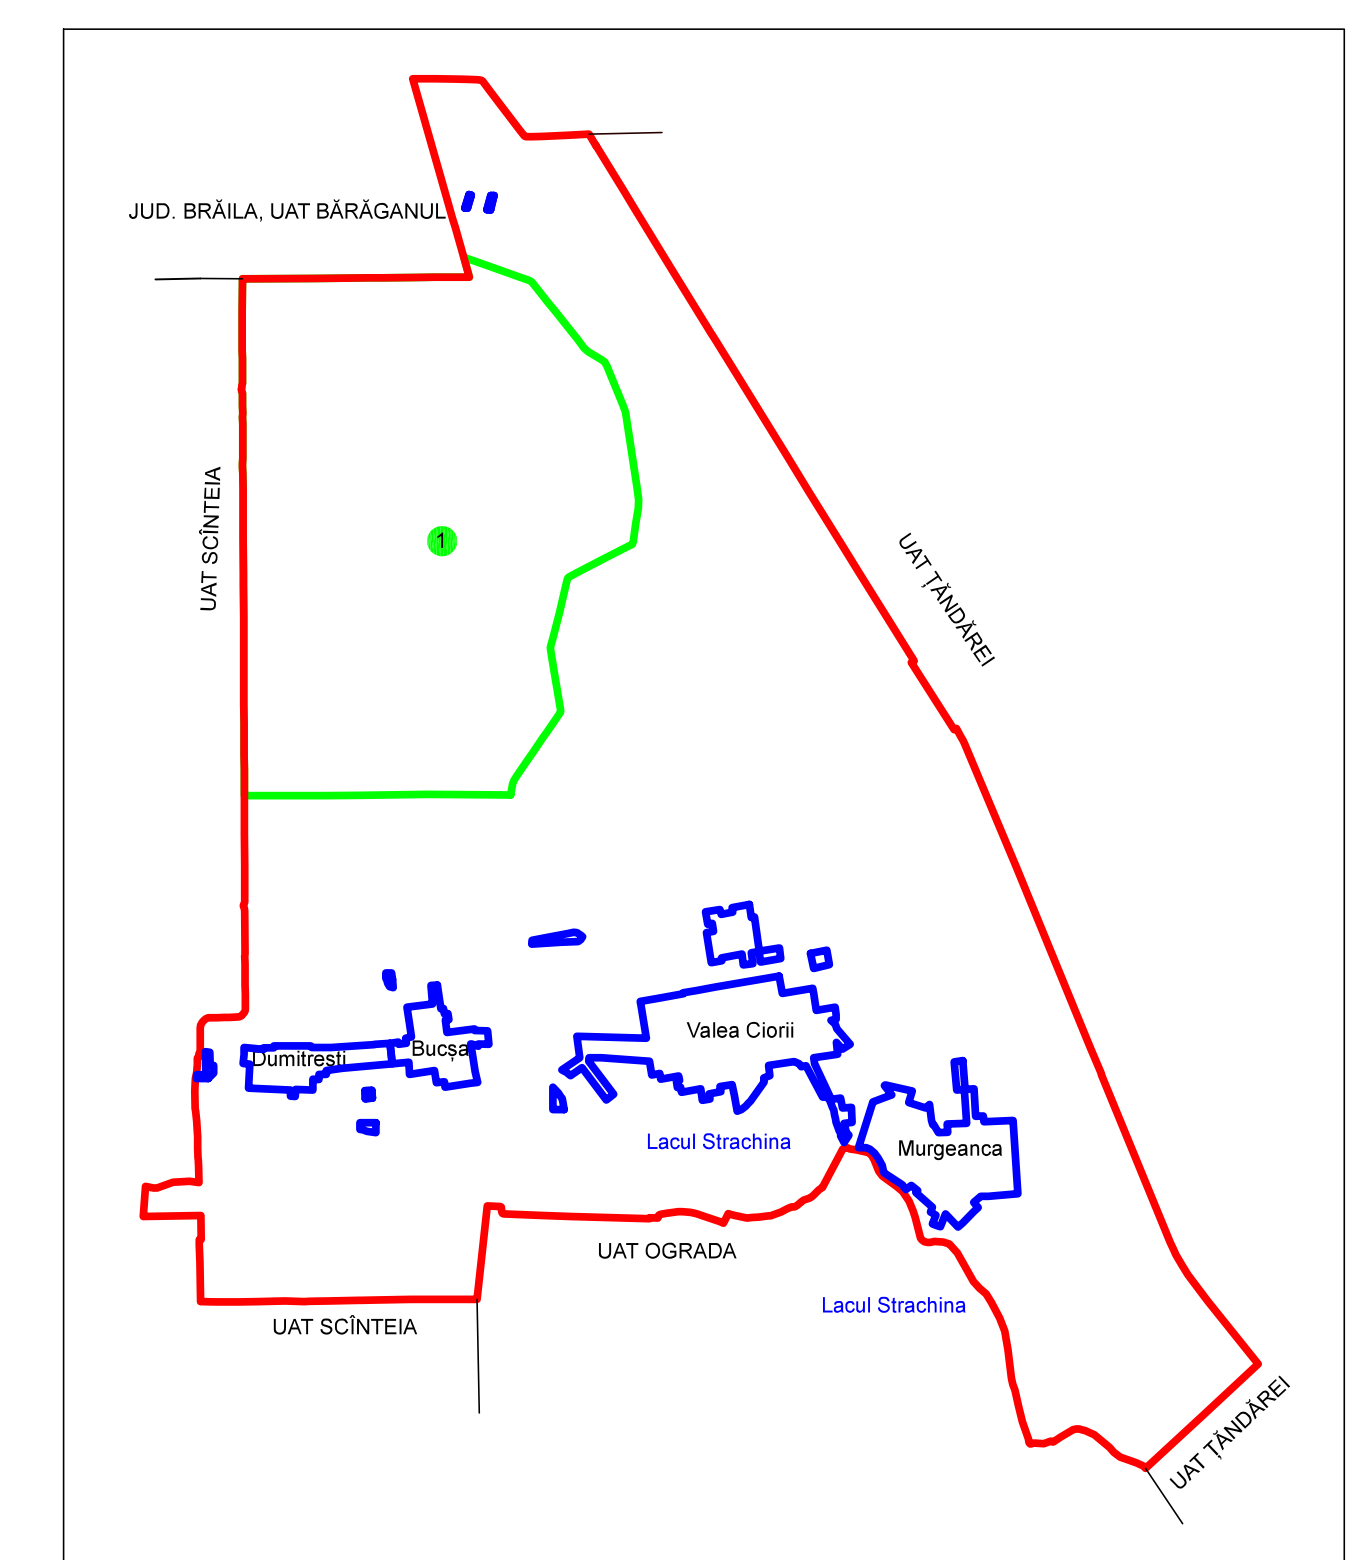 JUD. BRĂILA, UAT BĂRĂGANUL
UAT SCÎNTEIA
1
UAT ȚĂNDĂREI
Valea Ciorii
Dumitrești
Bucșa
Lacul Strachina
Murgeanca
UAT OGRADA
Lacul Strachina
UAT SCÎNTEIA
UAT ȚĂNDĂREI